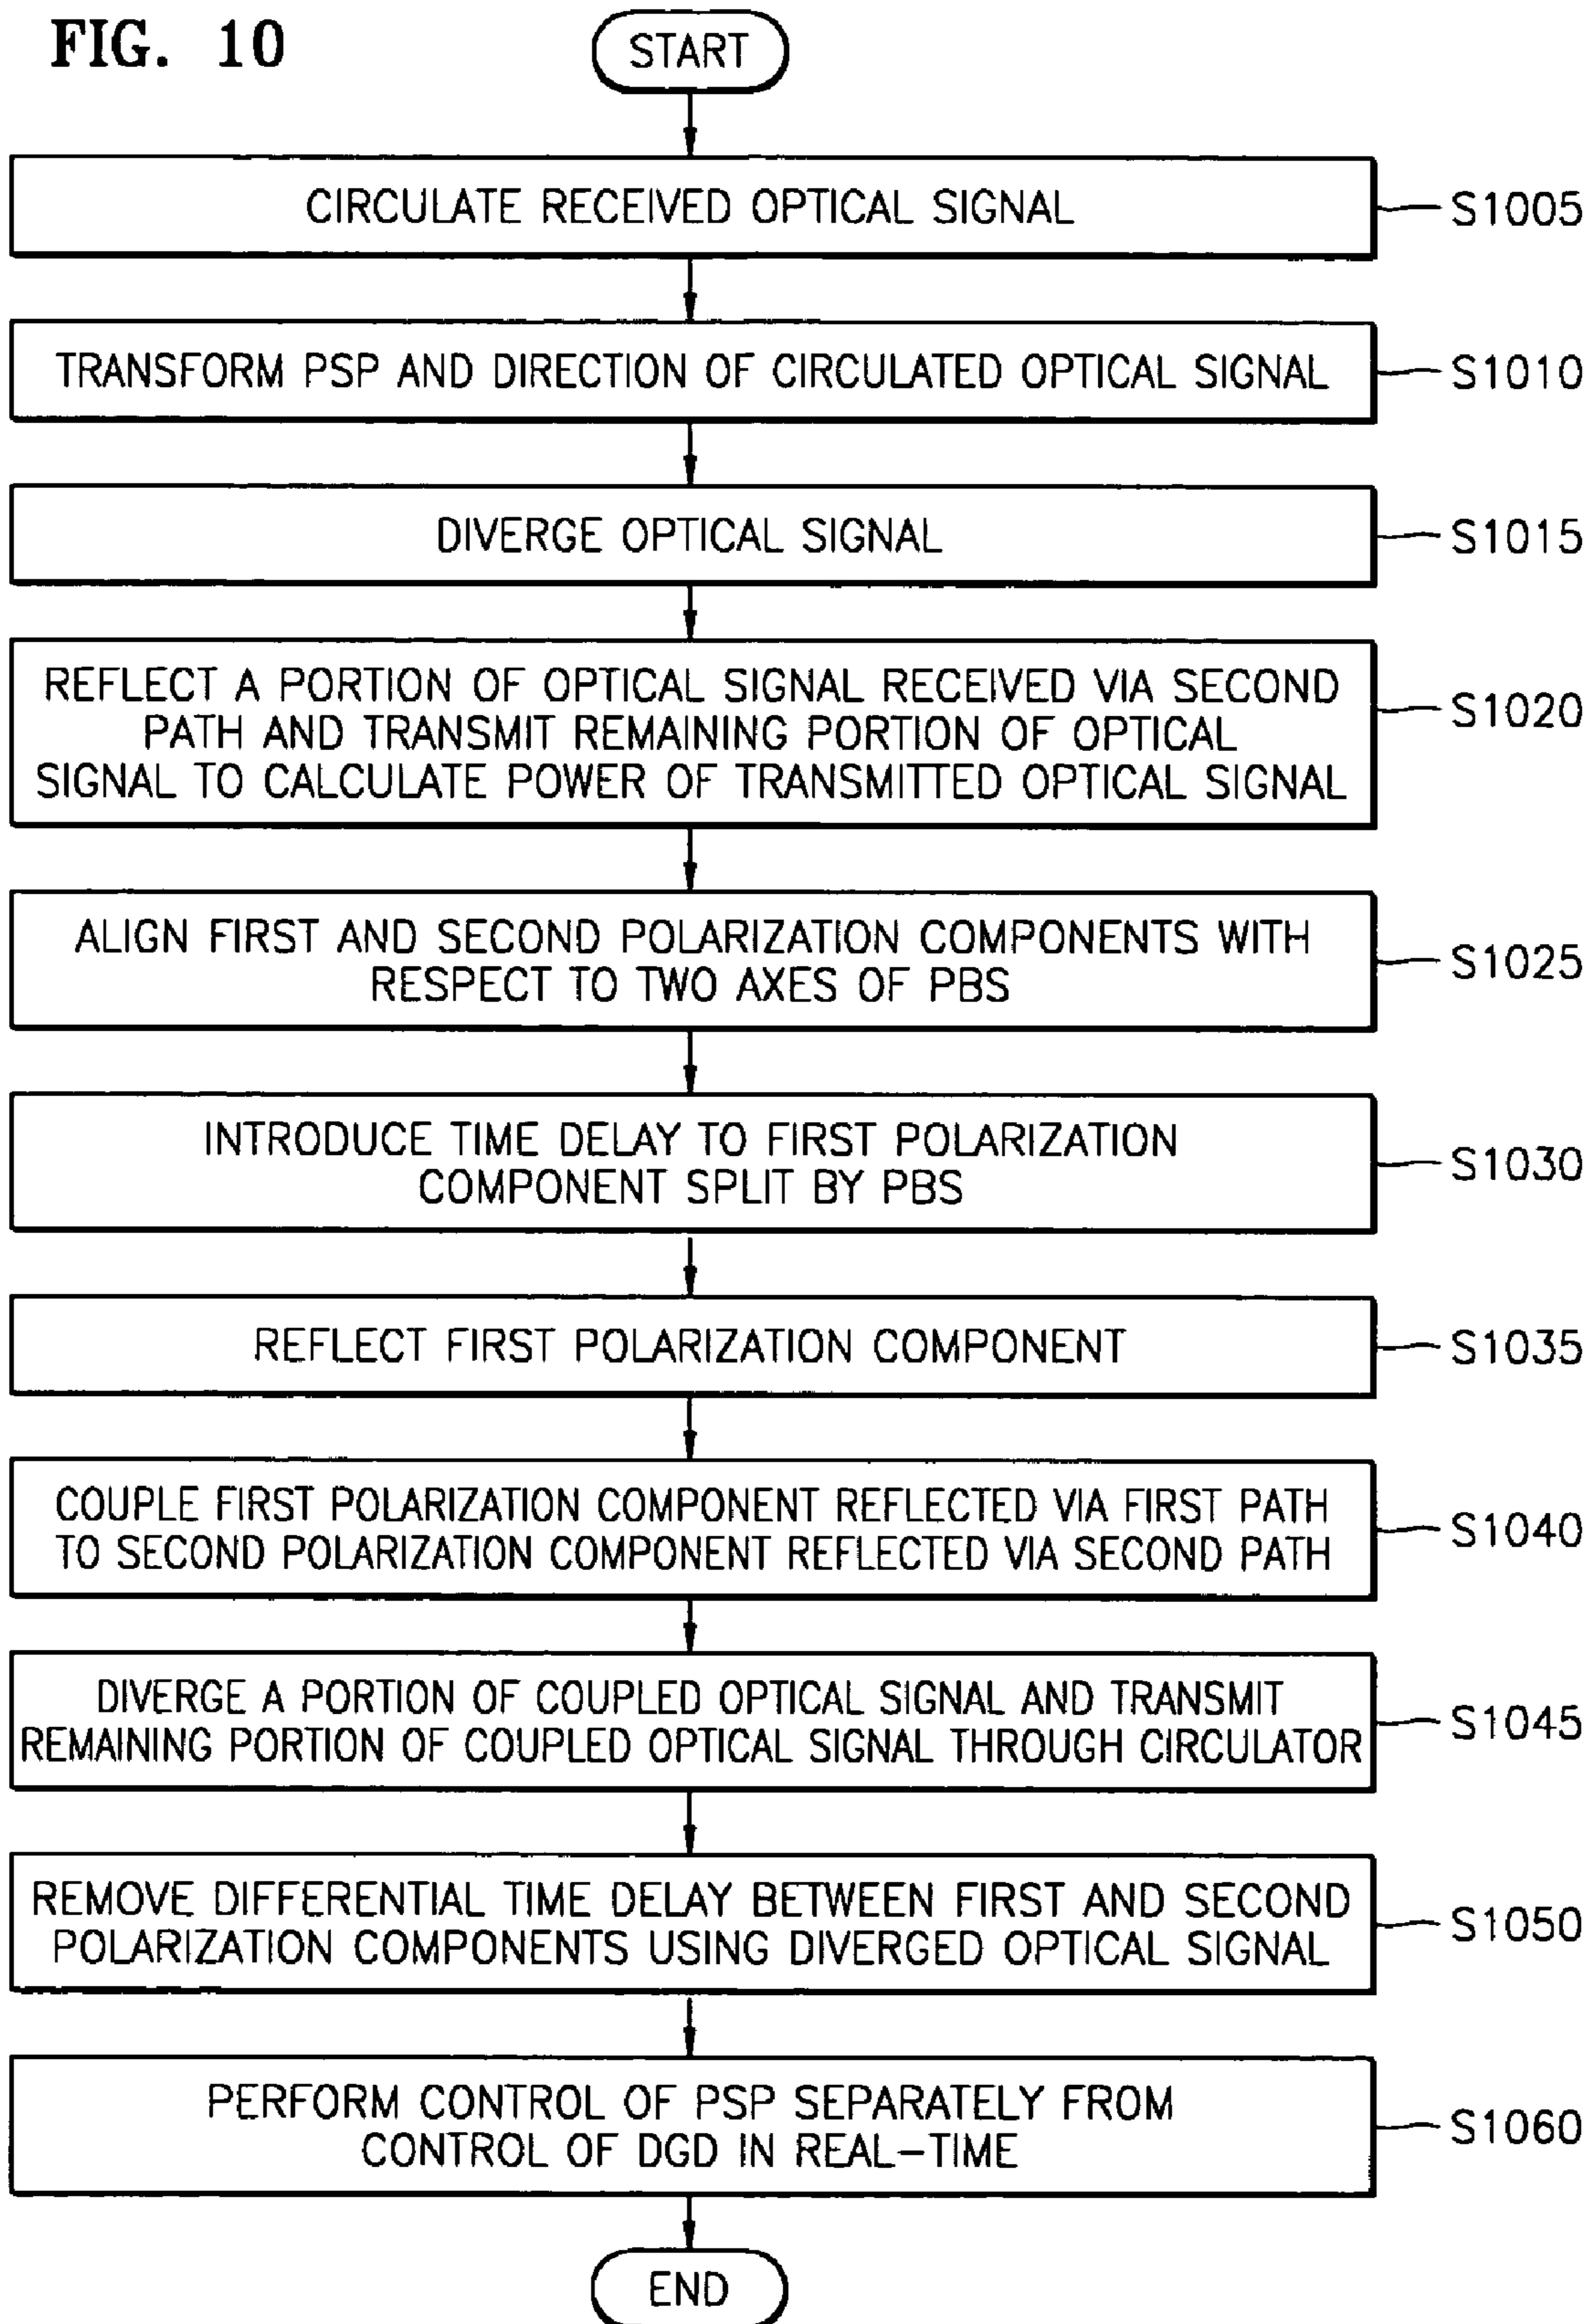 FIG. 10
START
CIRCULATE RECEIVED OPTICAL SIGNAL
S1005
TRANSFORM PSP AND DIRECTION OF CIRCULATED OPTICAL SIGNAL
S1010
DIVERGE OPTICAL SIGNAL
S1015
REFLECT A PORTION OF OPTICAL SIGNAL RECEIVED VIA SECOND
PATH AND TRANSMIT REMAINING PORTION OF OPTICAL
SIGNAL TO CALCULATE POWER OF TRANSMITTED OPTICAL SIGNAL
S1020
ALIGN FIRST AND SECOND POLARIZATION COMPONENTS WITH
RESPECT TO TWO AXES OF PBS
S1025
INTRODUCE TIME DELAY TO FIRST POLARIZATION
COMPONENT SPLIT BY PBS
S1030
REFLECT FIRST POLARIZATION COMPONENT
S1035
COUPLE FIRST POLARIZATION COMPONENT REFLECTED VIA FIRST PATH
TO SECOND POLARIZATION COMPONENT REFLECTED VIA SECOND PATH
S1040
DIVERGE A PORTION OF COUPLED OPTICAL SIGNAL AND TRANSMIT
REMAINING PORTION OF COUPLED OPTICAL SIGNAL THROUGH CIRCULATOR
S1045
REMOVE DIFFERENTIAL TIME DELAY BETWEEN FIRST AND SECOND
POLARIZATION COMPONENTS USING DIVERGED OPTICAL SIGNAL
S1050
PERFORM CONTROL OF PSP SEPARATELY FROM
CONTROL OF DGD IN REAL-TIME
S1060
END